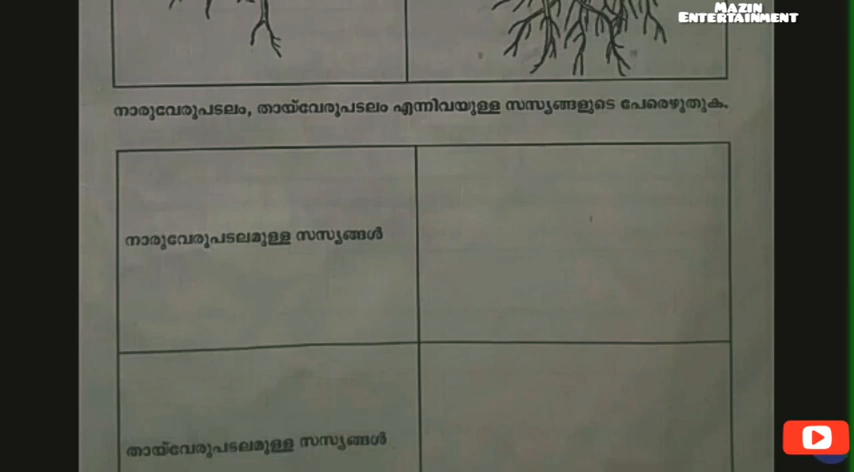 MAZIN
ENTERTAINMENT
നാരുവേരുപടലം, തായ്‌വേരുപടലം എന്നിവയുള്ള സസ്യങ്ങളുടെ പേരെഴുതുക.
നാരുവേരുപടലമുള്ള സസ്യങ്ങൾ
തായ്‌വേരുപടലമുള്ള സസ്യങ്ങൾ